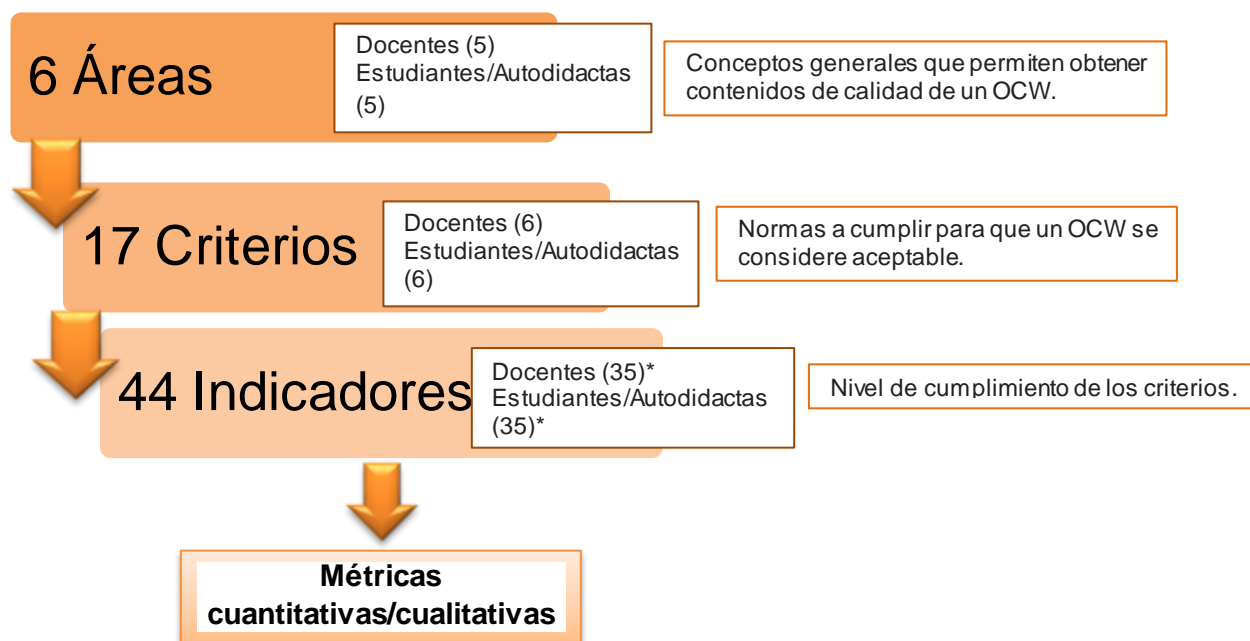 6 Áreas
Docentes (5)
Estudiantes/Autodidactas
(5)
Conceptos generales que permiten obtener
contenidos de calidad de un OCW.
17 Criterios
Docentes (6)
Estudiantes/Autodidactas
(6)
Normas a cumplir para que un OCW se
considere aceptable.
44 Indicadores
Docentes (35)*
Estudiantes/Autodidactas
(35)*
Nivel de cumplimiento de los criterios.
Métricas
cuantitativas/cualitativas